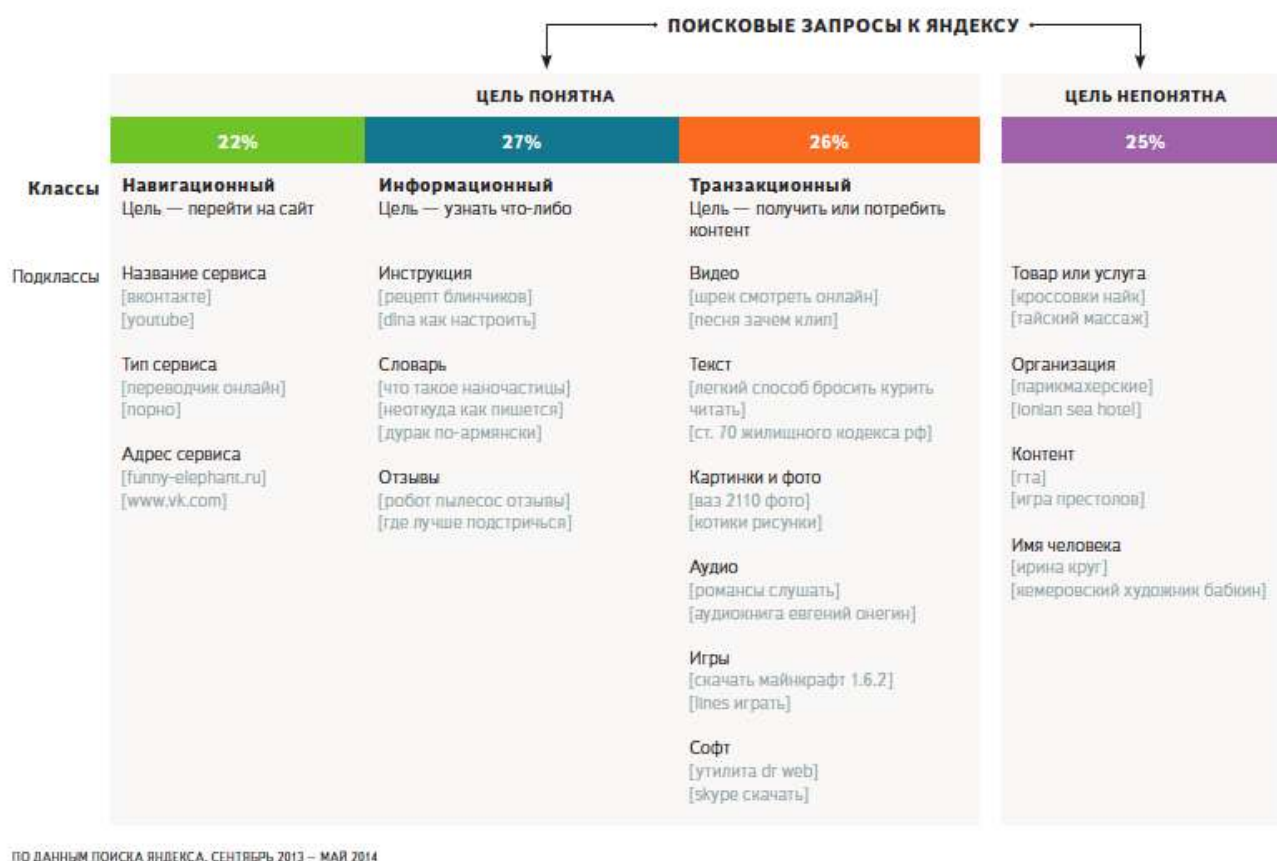 ПОИСКОВЫЕ ЗАПРОСЫ К ЯНДЕКСУ
ЦЕЛЬ ПОНЯТНА
ЦЕЛЬ НЕПОНЯТНА
22%
27%
26%
25%
Классы
Навигационный
Цель — перейти на сайт
Информационный
Цель — узнать что-либо
Транзакционный
Цель — получить или потребить
контент
Подклассы
Название сервиса
[вконтакте]
[youtube]
Тип сервиса
[переводчик онлайн]
[порно]
Адрес сервиса
[funny-elephant.ru]
[www.vk.com]
Инструкция
[рецепт блинчиков]
[dlna как настроить]
Словарь
[что такое наночастицы]
[неоткуда как пишется]
[дурак по-армянски]
Отзывы
[робот пылесос отзывы]
[где лучше подстричься]
Видео
[шрек смотреть онлайн]
[песня зачем клип]
Текст
[легкий способ бросить курить
читать]
[ст. 70 жилищного кодекса рф]
Картинки и фото
[ваз 2110 фото]
[котики рисунки]
Аудио
[романсы слушать]
[аудиокнига евгений онегин]
Игры
[скачать майнкрафт 1.6.2]
[lines играть]
Софт
[утилита dr web]
[skype скачать]
Товар или услуга
[кроссовки найк]
[тайский массаж]
Организация
[парикмахерские]
[ionian sea hotel]
Контент
[гта]
[игра престолов]
Имя человека
[ирина круг]
[кемеровский художник бабкин]
ПО ДАННЫМ ПОИСКА ЯНДЕКСА, СЕНТЯБРЬ 2013 – МАЙ 2014